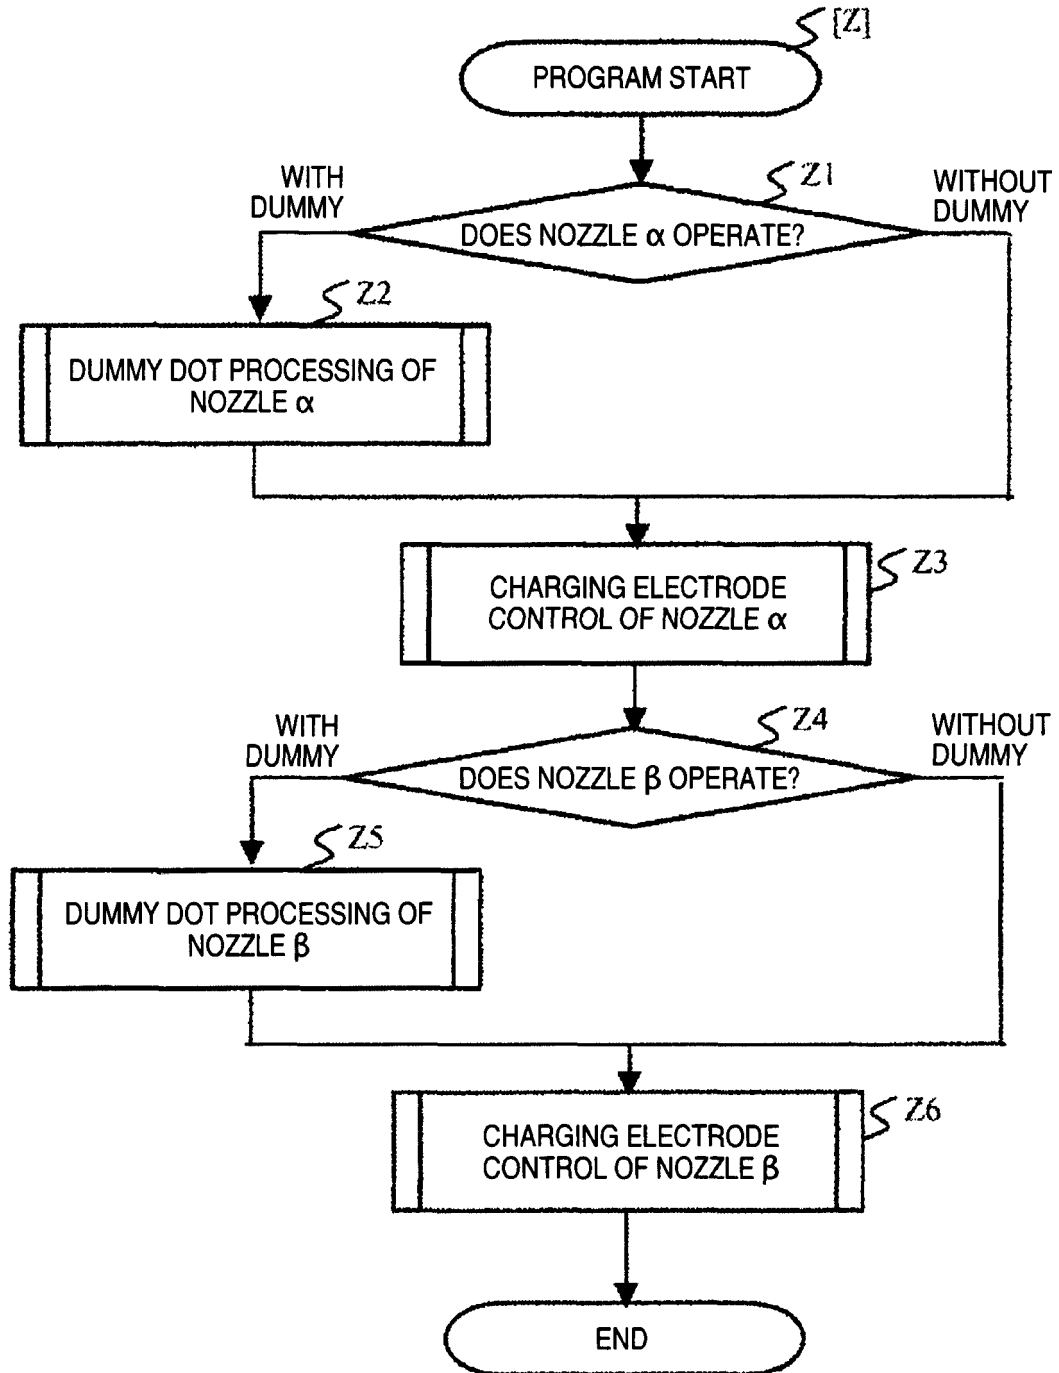 [Z]
PROGRAM START
Z1
WITH
DUMMY
WITHOUT
DUMMY
DOES NOZZLE α OPERATE?
Z2
DUMMY DOT PROCESSING OF
NOZZLE α
Z3
CHARGING ELECTRODE
CONTROL OF NOZZLE α
Z4
WITH
DUMMY
WITHOUT
DUMMY
DOES NOZZLE β OPERATE?
Z5
DUMMY DOT PROCESSING OF
NOZZLE β
Z6
CHARGING ELECTRODE
CONTROL OF NOZZLE β
END